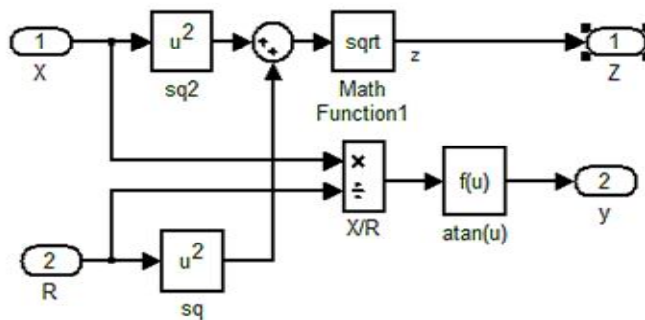 1
X
u²
sq2
+
+
sqrt
Math
Function1
z
1
Z
×
÷
X/R
f(u)
atan(u)
2
y
2
R
u²
sq